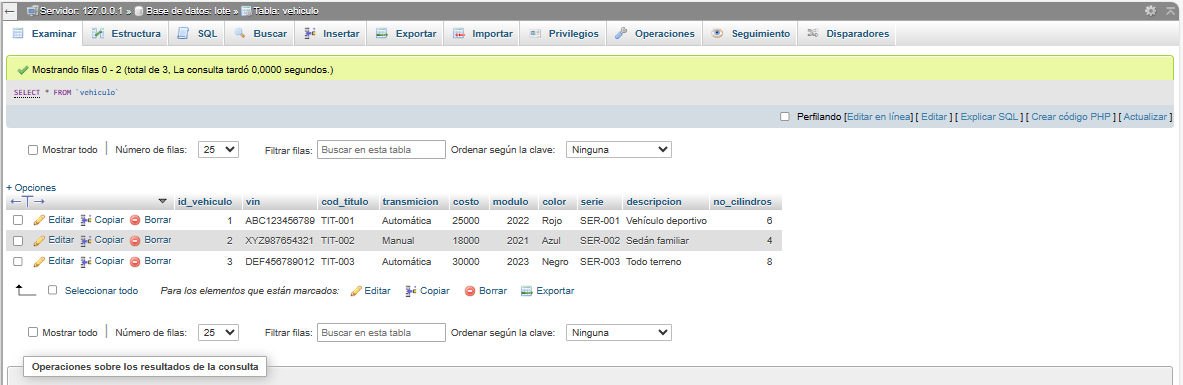 Servidor: 127.0.0.1 » Base de datos: lote » Tabla: vehiculo
Examinar Estructura SQL Buscar Insertar Exportar Importar Privilegios Operaciones Seguimiento Disparadores
Mostrando filas 0 - 2 (total de 3, La consulta tardó 0,0000 segundos.)
SELECT * FROM `vehiculo`
Perfilando [Editar en línea] [ Editar ] [ Explicar SQL ] [ Crear código PHP ] [ Actualizar ]
Mostrar todo | Número de filas: 25 Filtrar filas: Buscar en esta tabla Ordenar según la clave: Ninguna
+ Opciones
←T→ id_vehiculo vin cod_titulo transmicion costo modulo color serie descripcion no_cilindros
Editar Copiar Borrar 1 ABC123456789 TIT-001 Automática 25000 2022 Rojo SER-001 Vehículo deportivo 6
Editar Copiar Borrar 2 XYZ987654321 TIT-002 Manual 18000 2021 Azul SER-002 Sedán familiar 4
Editar Copiar Borrar 3 DEF456789012 TIT-003 Automática 30000 2023 Negro SER-003 Todo terreno 8
Seleccionar todo Para los elementos que están marcados: Editar Copiar Borrar Exportar
Mostrar todo | Número de filas: 25 Filtrar filas: Buscar en esta tabla Ordenar según la clave: Ninguna
Operaciones sobre los resultados de la consulta